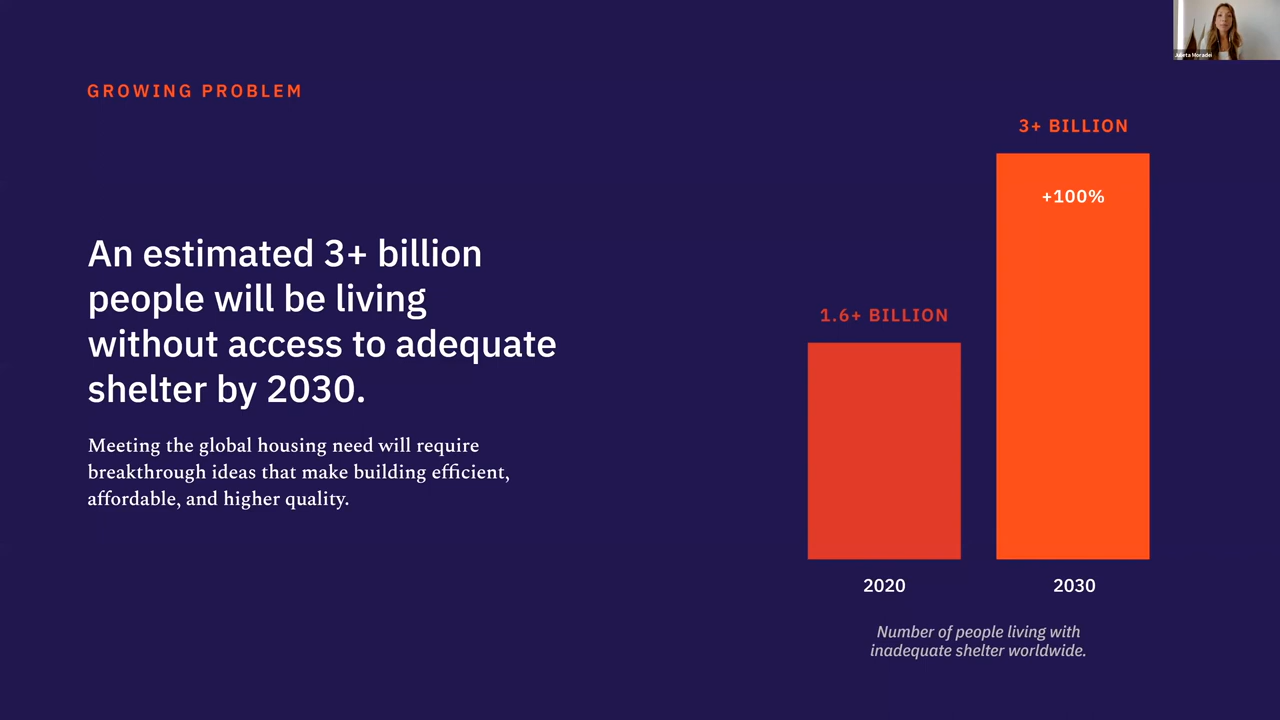 Julieta Moradei
GROWING PROBLEM
An estimated 3+ billion
people will be living
without access to adequate
shelter by 2030.
Meeting the global housing need will require
breakthrough ideas that make building efficient,
affordable, and higher quality.
3+ BILLION
+100%
1.6+ BILLION
2020
2030
Number of people living with
inadequate shelter worldwide.